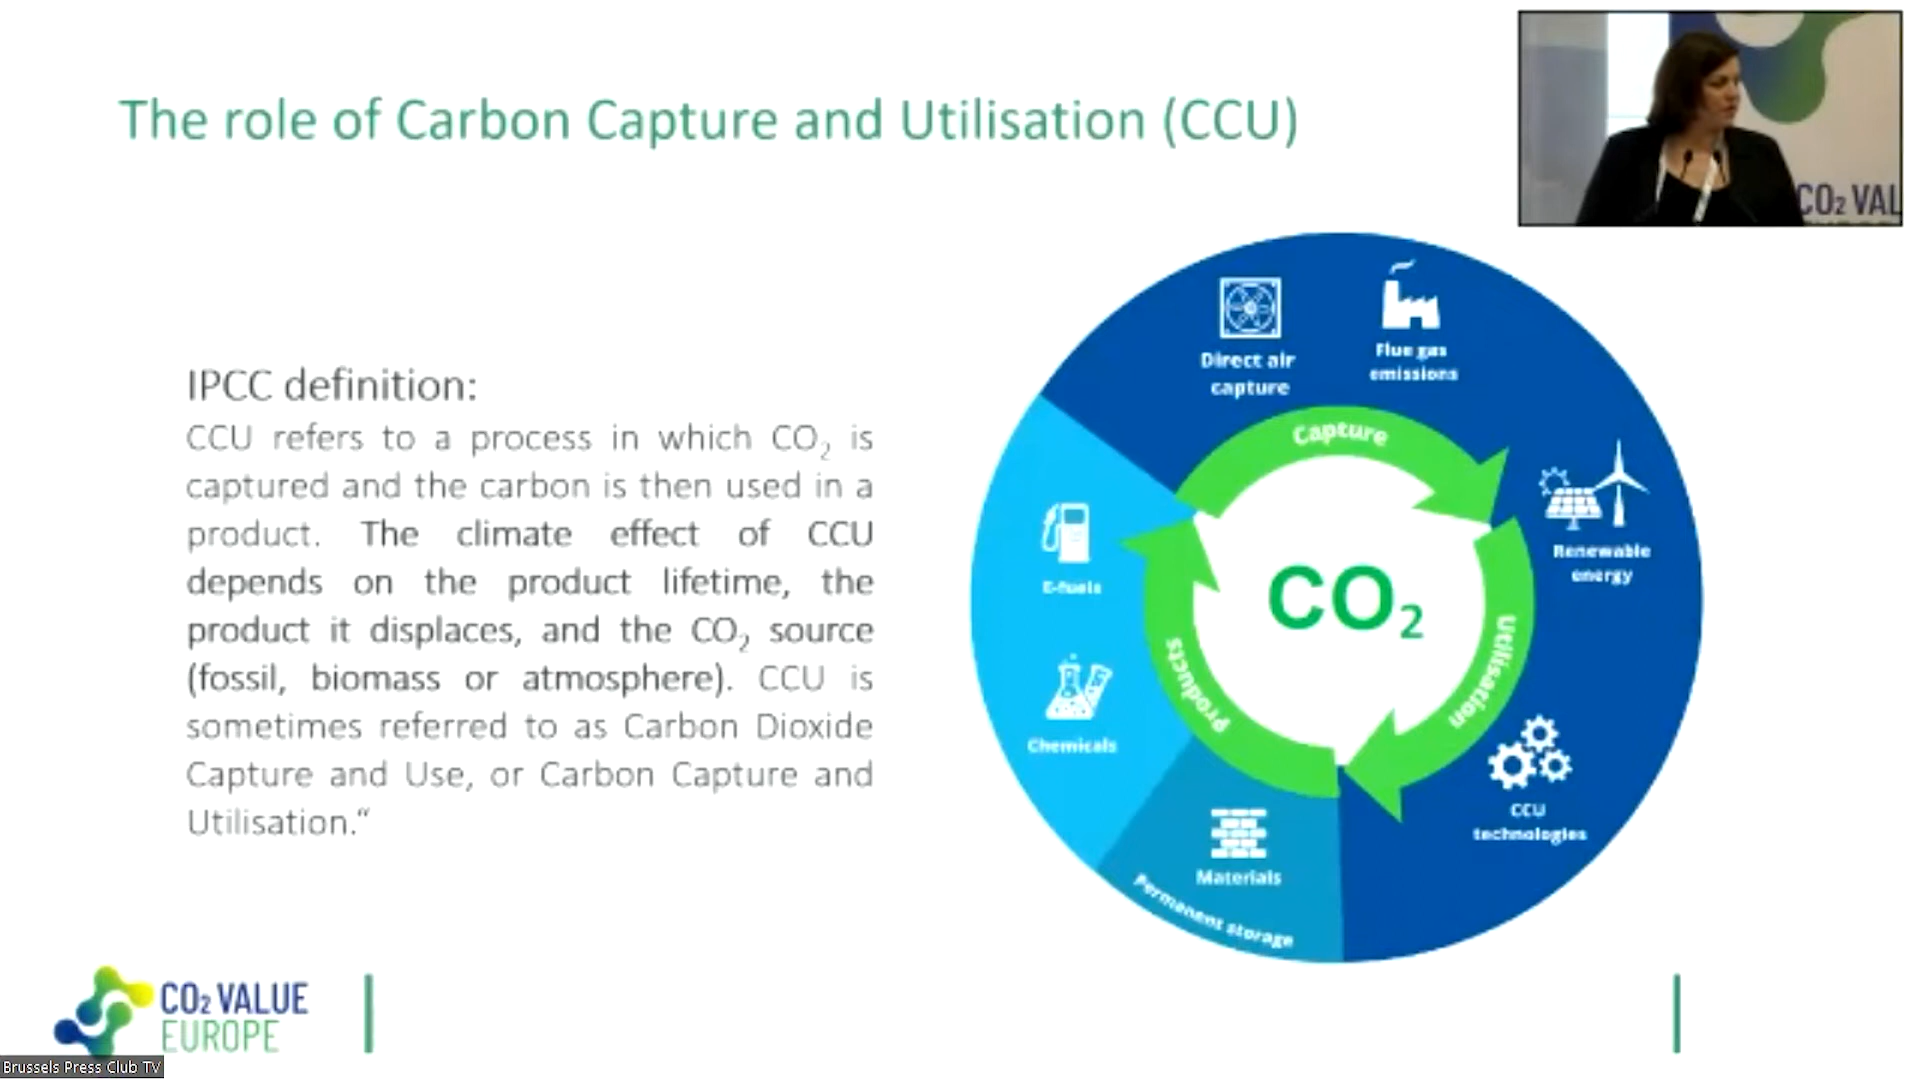 The role of Carbon Capture and Utilisation (CCU)
CO₂ VAL
IPCC definition:
CCU refers to a process in which CO₂ is
captured and the carbon is then used in a
product. The climate effect of CCU
depends on the product lifetime, the
product it displaces, and the CO₂ source
(fossil, biomass or atmosphere). CCU is
sometimes referred to as Carbon Dioxide
Capture and Use, or Carbon Capture and
Utilisation.“
Direct air
capture
Flue gas
emissions
Capture
Renewable
energy
E-fuels
CO₂
Utilisation
Products
Chemicals
CCU
technologies
Materials
Permanent storage
CO₂ VALUE
EUROPE
Brussels Press Club TV